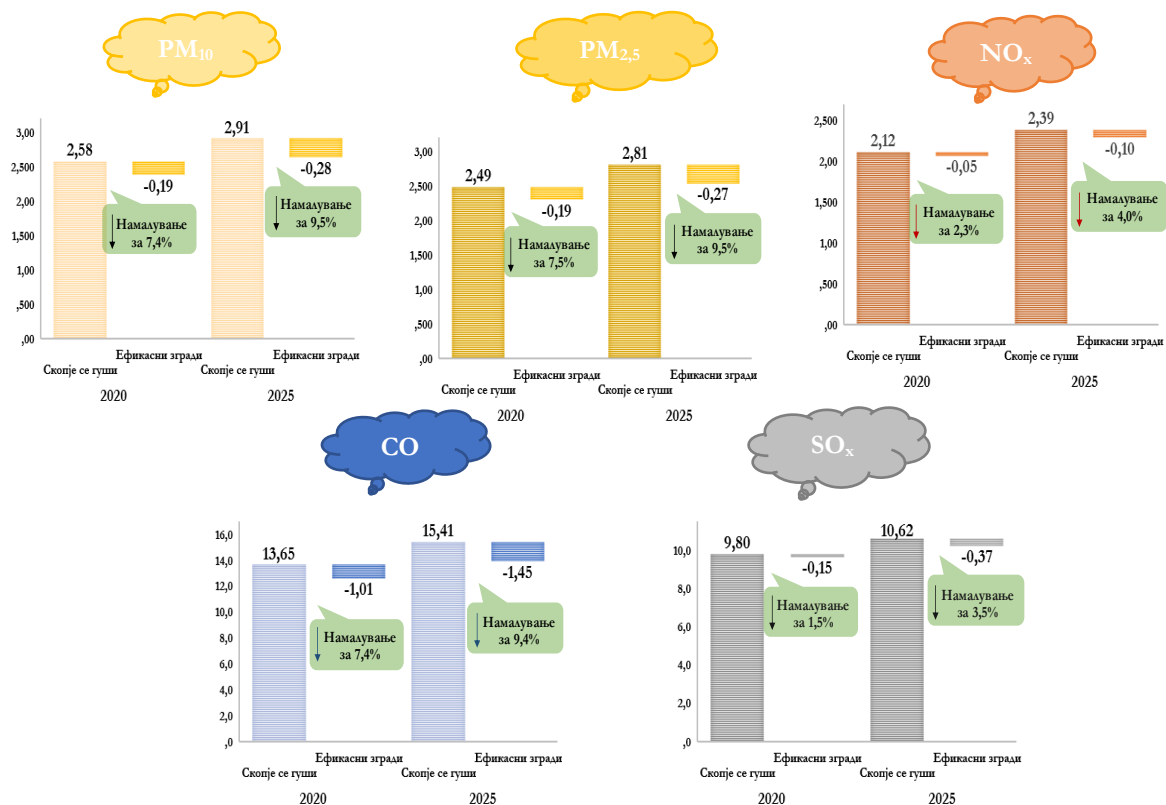 PM₁₀
PM₂,₅
NOₓ
3,00
2,500
2,00
1,500
1,00
,500
,00
2,58
-0,19
2,91
-0,28
Намалување
за 7,4%
Намалување
за 9,5%
Скопје се гуши
Ефикасни згради
Скопје се гуши
Ефикасни згради
2020
2025
3,00
2,500
2,00
1,500
1,00
,500
,00
2,49
-0,19
2,81
-0,27
Намалување
за 7,5%
Намалување
за 9,5%
Скопје се гуши
Ефикасни згради
Скопје се гуши
Ефикасни згради
2020
2025
2,500
2,00
1,500
1,00
,500
,00
2,12
-0,05
2,39
-0,10
Намалување
за 2,3%
Намалување
за 4,0%
Скопје се гуши
Ефикасни згради
Скопје се гуши
Ефикасни згради
2020
2025
CO
SOₓ
16,0
14,0
12,0
10,0
8,0
6,0
4,0
2,0
,0
13,65
-1,01
15,41
-1,45
Намалување
за 7,4%
Намалување
за 9,4%
Скопје се гуши
Ефикасни згради
Скопје се гуши
Ефикасни згради
2020
2025
10,0
8,0
6,0
4,0
2,0
,0
9,80
-0,15
10,62
-0,37
Намалување
за 1,5%
Намалување
за 3,5%
Скопје се гуши
Ефикасни згради
Скопје се гуши
Ефикасни згради
2020
2025